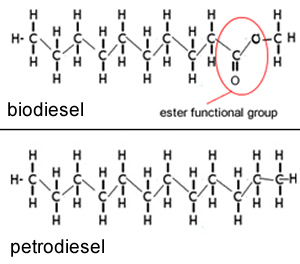 H H H H H H
H- C C C C C O C H
H H H H
C C C C C
H H H H H H
H H H H O
biodiesel
ester functional group
H H H H H H H
H- C C C C C C C-H
H H H H H
C C C C C
H H H H H H H
H H H H H
petrodiesel